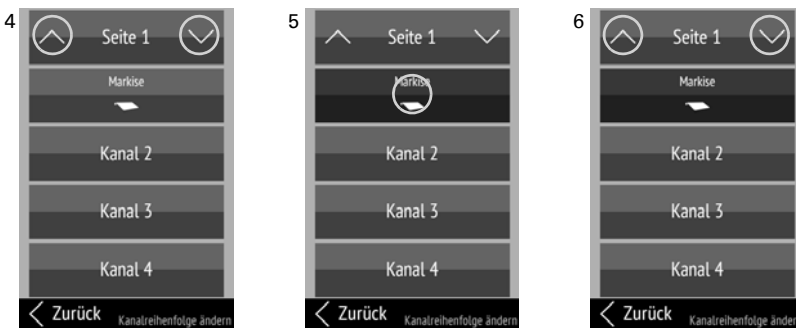 4
Seite 1
Markise
Kanal 2
Kanal 3
Kanal 4
Zurück Kanalreihenfolge ändern
5
Seite 1
Markise
Kanal 2
Kanal 3
Kanal 4
Zurück Kanalreihenfolge ändern
6
Seite 1
Markise
Kanal 2
Kanal 3
Kanal 4
Zurück Kanalreihenfolge änder